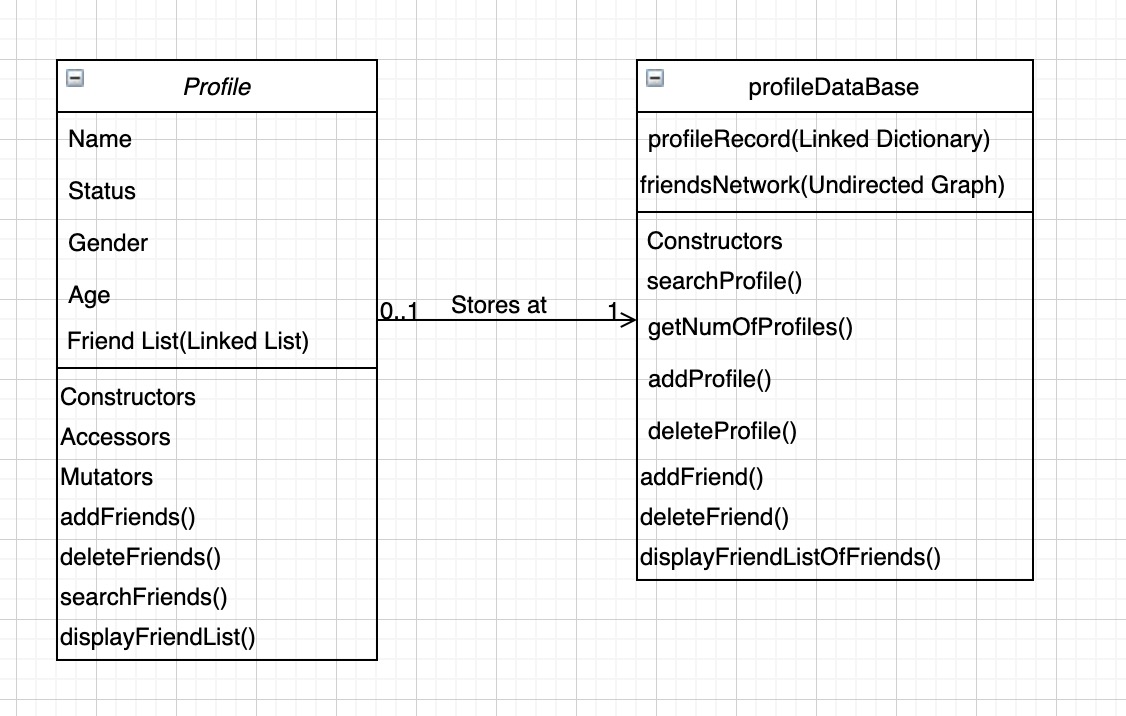 Profile
Name
Status
Gender
Age
Friend List(Linked List)
Constructors
Accessors
Mutators
addFriends()
deleteFriends()
searchFriends()
displayFriendList()
0..1
Stores at
1
profileDataBase
profileRecord(Linked Dictionary)
friendsNetwork(Undirected Graph)
Constructors
searchProfile()
getNumOfProfiles()
addProfile()
deleteProfile()
addFriend()
deleteFriend()
displayFriendListOfFriends()